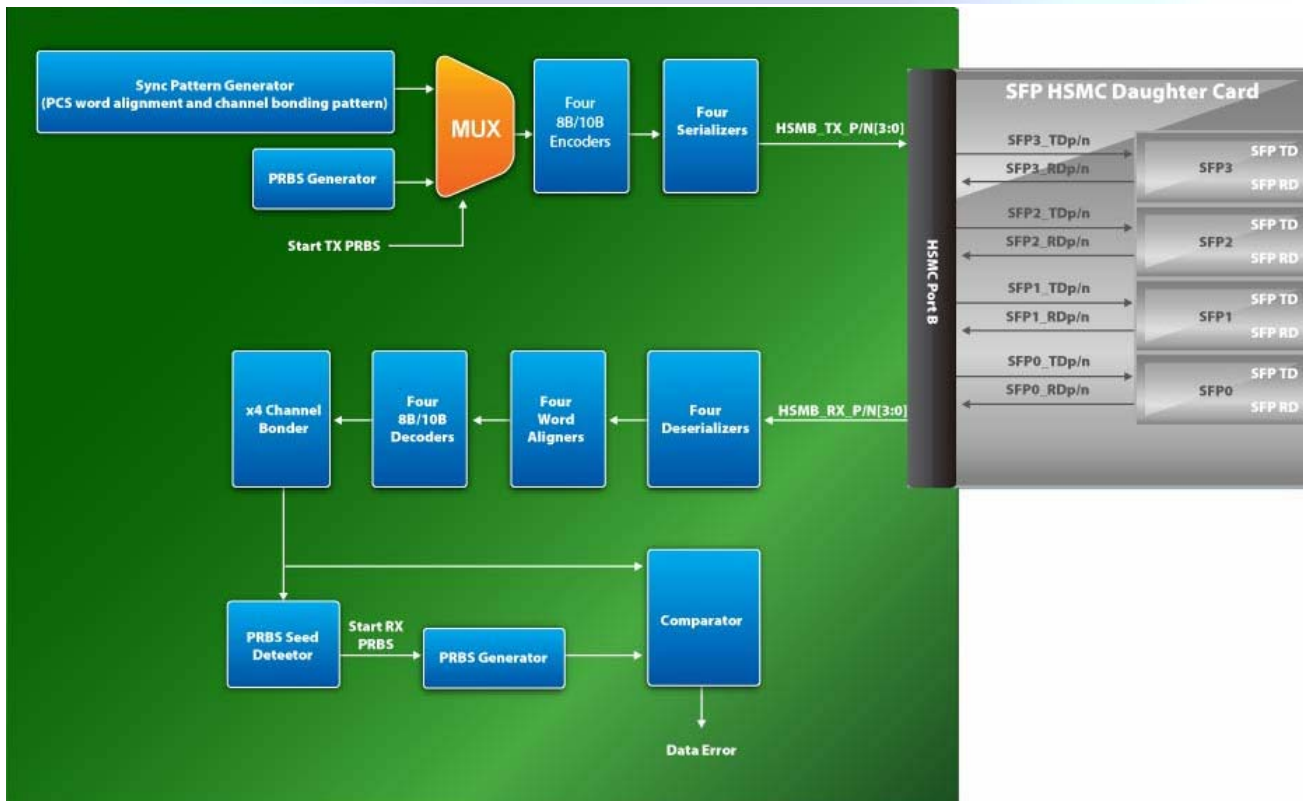 Sync Pattern Generator
(PCS word alignment and channel bonding pattern)
MUX
Four
8B/10B
Encoders
Four
Serializers
HSMB_TX_P/N[3:0]
PRBS Generator
Start TX PRBS
SFP HSMC Daughter Card
HSMC Port B
SFP3_TDp/n
SFP3_RDp/n
SFP3
SFP TD
SFP RD
SFP2_TDp/n
SFP2_RDp/n
SFP2
SFP TD
SFP RD
SFP1_TDp/n
SFP1_RDp/n
SFP1
SFP TD
SFP RD
SFP0_TDp/n
SFP0_RDp/n
SFP0
SFP TD
SFP RD
x4 Channel
Bonder
Four
8B/10B
Decoders
Four
Word
Aligners
Four
Deserializers
HSMB_RX_P/N[3:0]
PRBS Seed
Deteetor
Start RX
PRBS
PRBS Generator
Comparator
Data Error